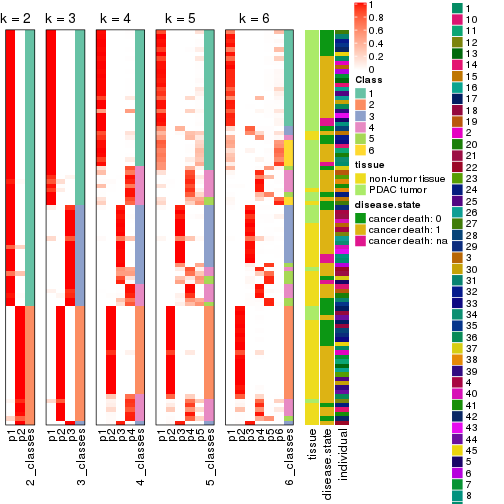 k = 2
k = 3
k = 4
k = 5
k = 6
p1
p2
2_classes
p1
p2
p3
3_classes
p1
p2
p3
p4
4_classes
p1
p2
p3
p4
p5
5_classes
p1
p2
p3
p4
p5
p6
6_classes
tissue
disease.state
individual
1
0.8
0.6
0.4
0.2
0
Class
1
2
3
4
5
6
tissue
non-tumor tissue
PDAC tumor
disease.state
cancer death: 0
cancer death: 1
cancer death: na
1
10
11
12
13
14
15
16
17
18
19
2
20
21
22
23
24
25
26
27
28
29
3
30
31
32
33
34
35
36
37
38
39
4
40
41
42
43
44
45
5
6
7
8